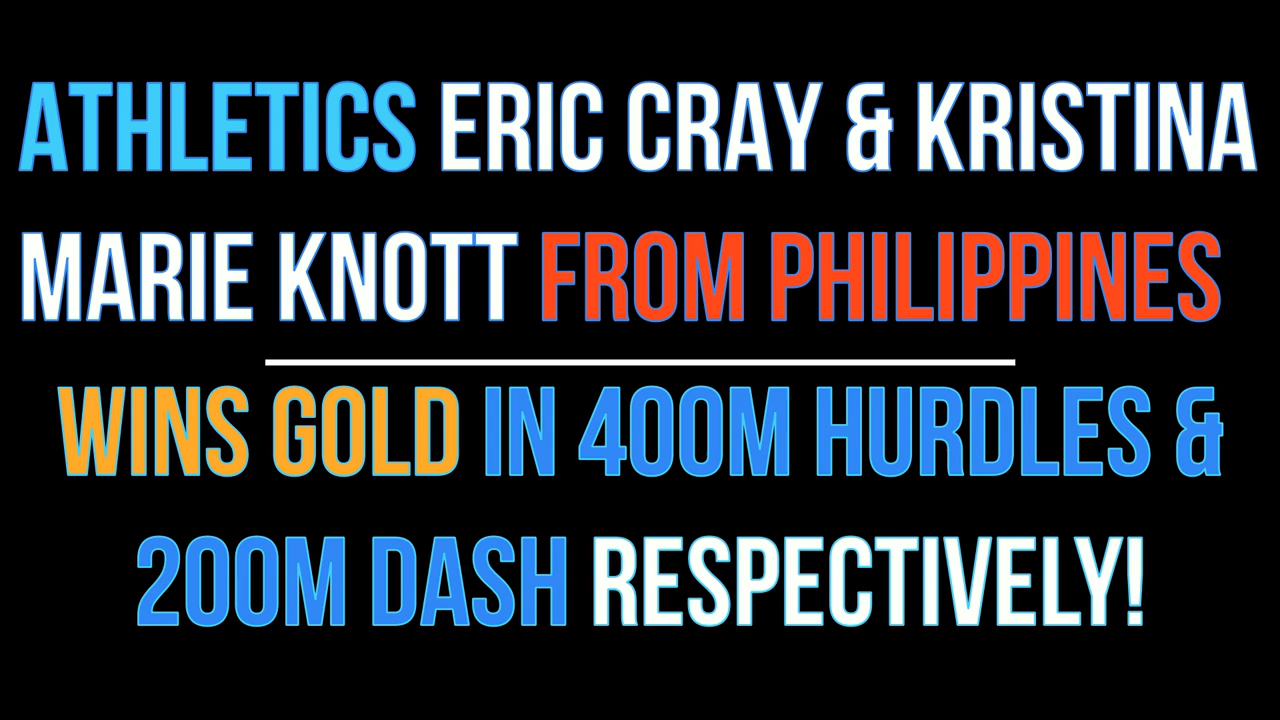 ATHLETICS ERIC CRAY & KRISTINA
MARIE KNOTT FROM PHILIPPINES
WINS GOLD IN 400M HURDLES &
200M DASH RESPECTIVELY!